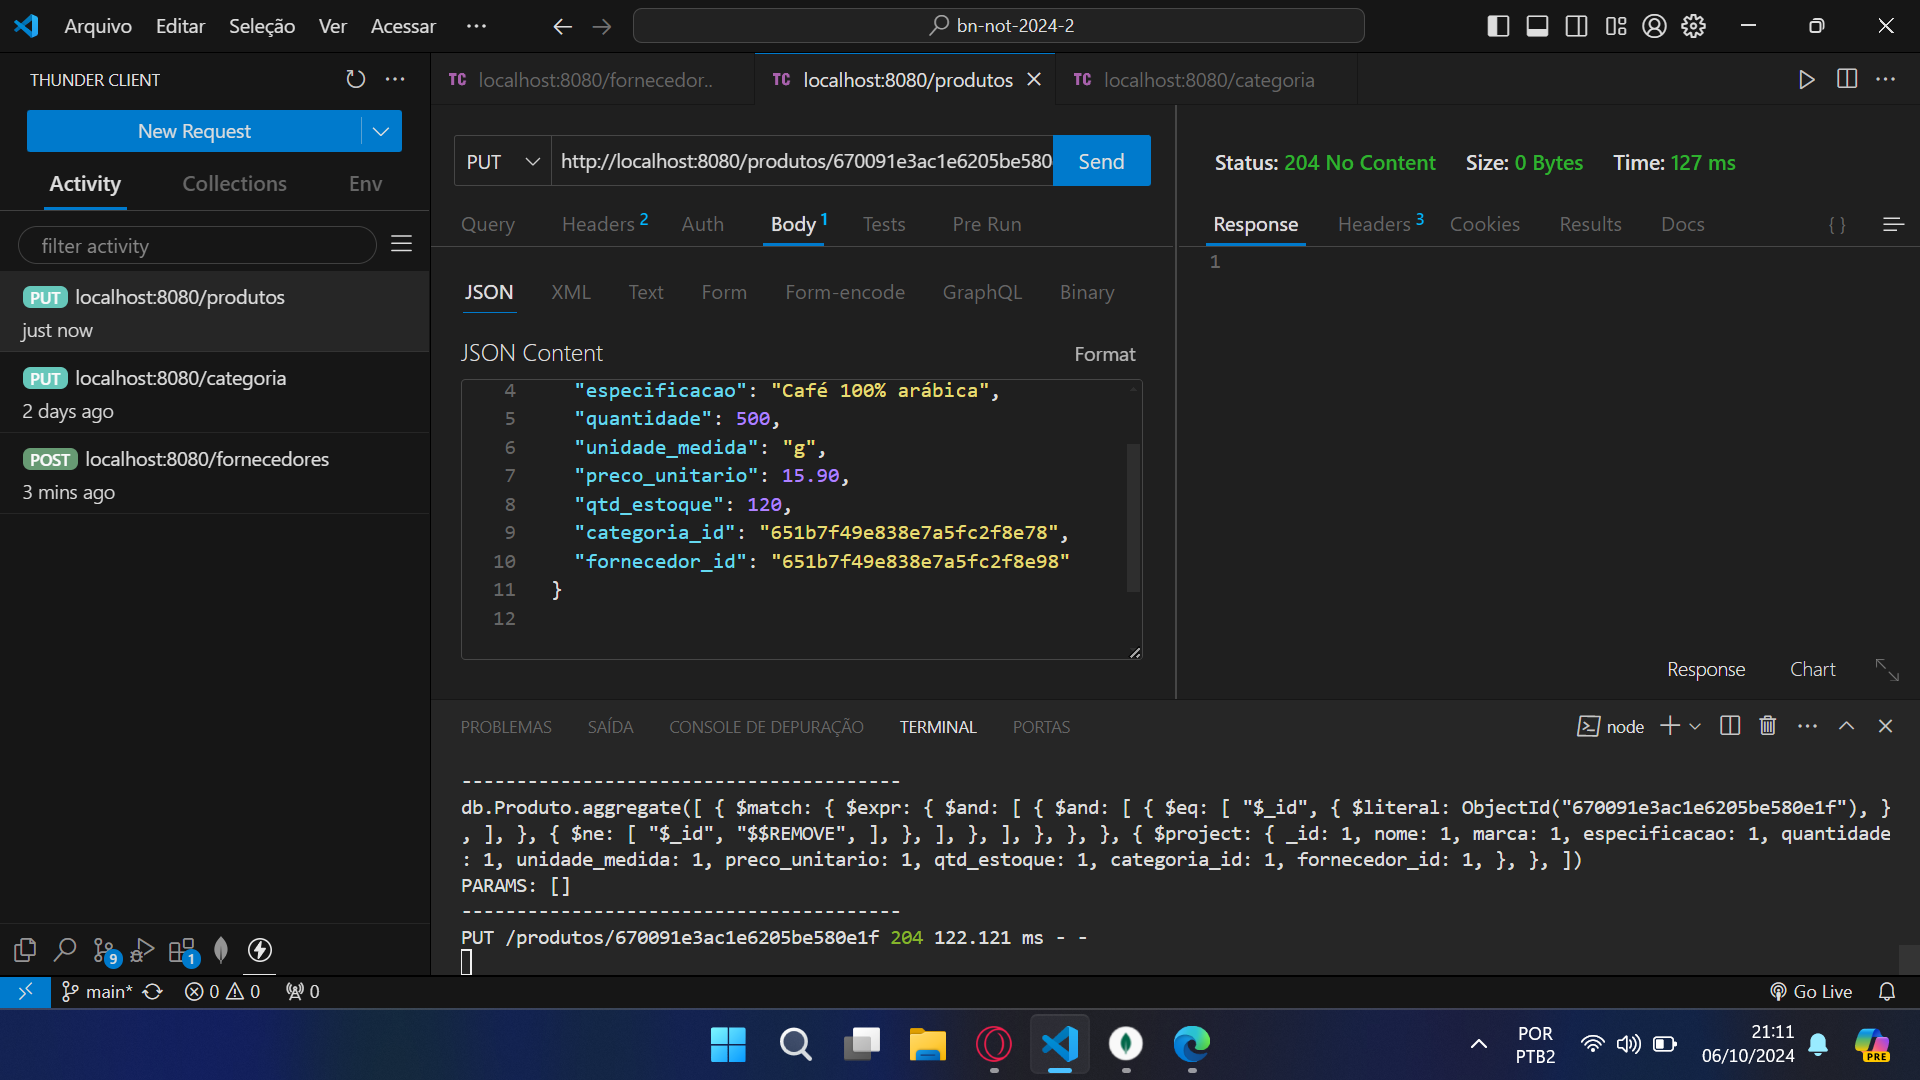 Arquivo Editar Seleção Ver Acessar ··· bn-not-2024-2
THUNDER CLIENT
New Request
Activity Collections Env
filter activity
PUT localhost:8080/produtos
just now
PUT localhost:8080/categoria
2 days ago
POST localhost:8080/fornecedores
3 mins ago
TC localhost:8080/fornecedor..
TC localhost:8080/produtos
TC localhost:8080/categoria
PUT http://localhost:8080/produtos/670091e3ac1e6205be580 Send
Query Headers 2 Auth Body 1 Tests Pre Run
JSON XML Text Form Form-encode GraphQL Binary
JSON Content Format
4 "especificacao": "Café 100% arábica",
5 "quantidade": 500,
6 "unidade_medida": "g",
7 "preco_unitario": 15.90,
8 "qtd_estoque": 120,
9 "categoria_id": "651b7f49e838e7a5fc2f8e78",
10 "fornecedor_id": "651b7f49e838e7a5fc2f8e98"
11 }
12
Status: 204 No Content Size: 0 Bytes Time: 127 ms
Response Headers 3 Cookies Results Docs { }
1
Response Chart
PROBLEMAS SAÍDA CONSOLE DE DEPURAÇÃO TERMINAL PORTAS node
----------------------------------------
db.Produto.aggregate([ { $match: { $expr: { $and: [ { $and: [ { $eq: [ "$_id", { $literal: ObjectId("670091e3ac1e6205be580e1f"), }
, ], }, { $ne: [ "$_id", "$$REMOVE", ], }, ], }, ], }, }, }, { $project: { _id: 1, nome: 1, marca: 1, especificacao: 1, quantidade
: 1, unidade_medida: 1, preco_unitario: 1, qtd_estoque: 1, categoria_id: 1, fornecedor_id: 1, }, }, ])
PARAMS: []
----------------------------------------
PUT /produtos/670091e3ac1e6205be580e1f 204 122.121 ms - -
9 1
main* 0 0 0 Go Live
POR
PTB2
21:11
06/10/2024
PRE